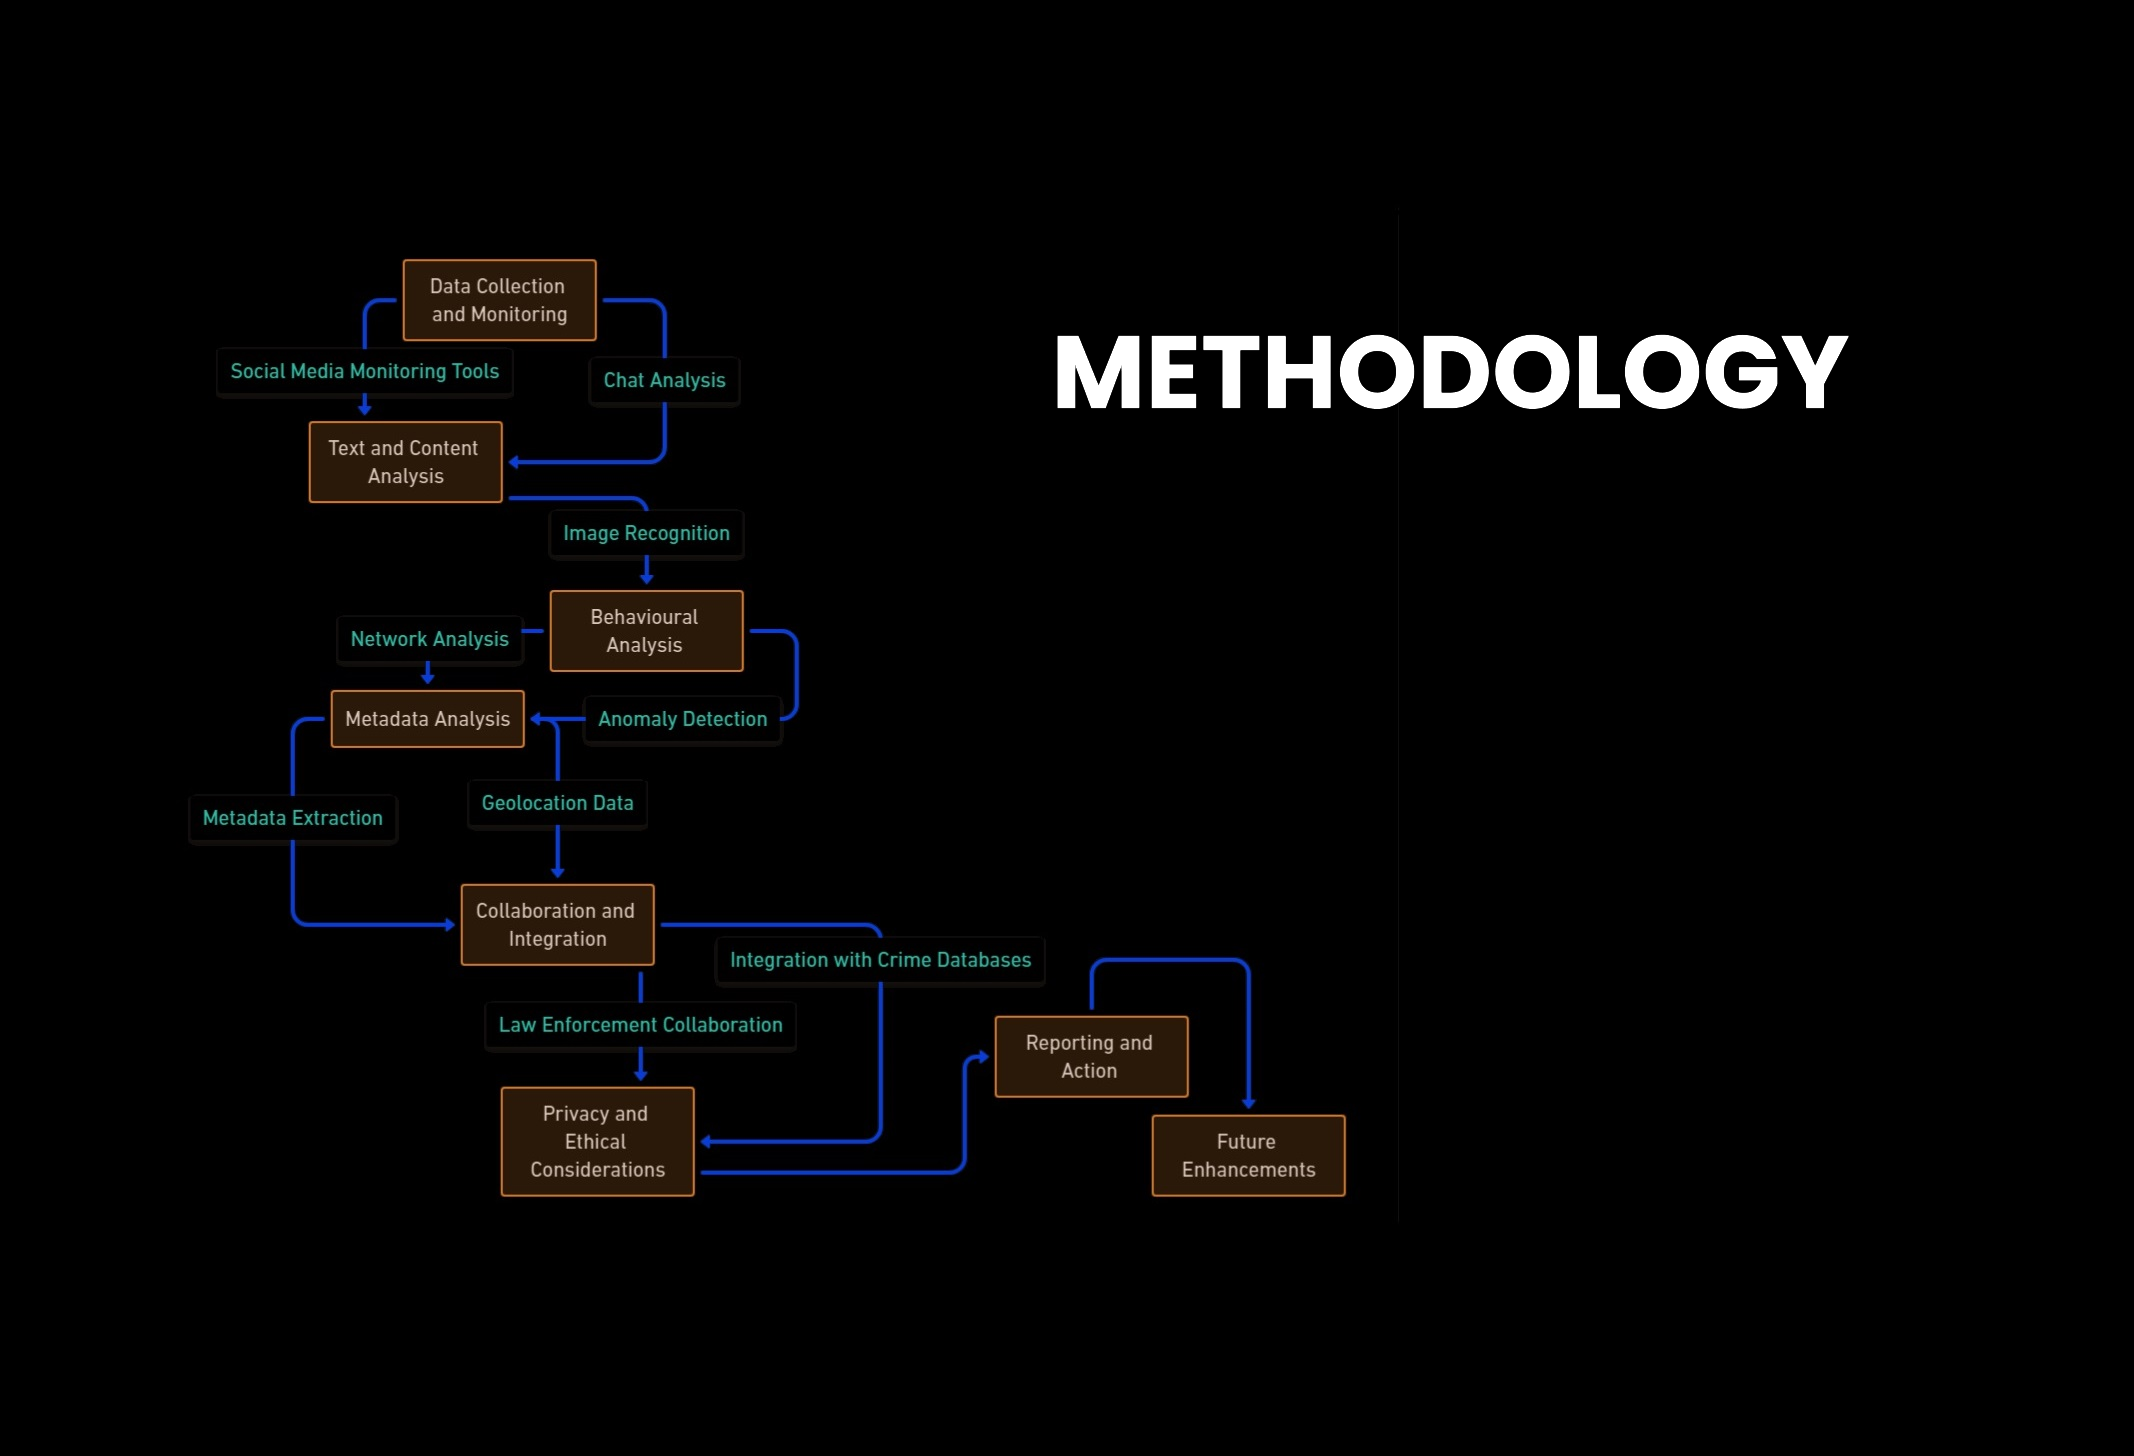 METHODOLOGY
Data Collection
and Monitoring
Social Media Monitoring Tools
Chat Analysis
Text and Content
Analysis
Image Recognition
Behavioural
Analysis
Network Analysis
Metadata Analysis
Anomaly Detection
Geolocation Data
Metadata Extraction
Collaboration and
Integration
Integration with Crime Databases
Law Enforcement Collaboration
Reporting and
Action
Privacy and
Ethical
Considerations
Future
Enhancements